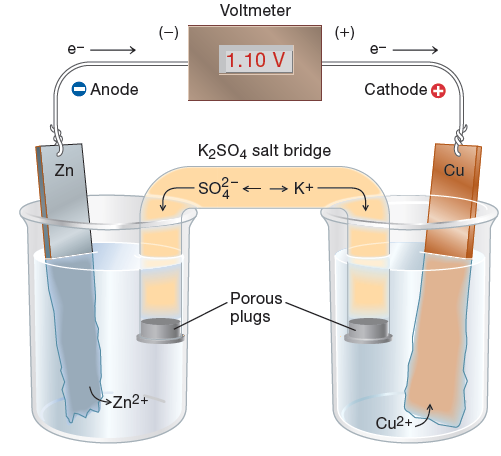 Voltmeter
(−) (+)
e− e−
1.10 V
Anode Cathode
− +
Zn Cu
K₂SO₄ salt bridge
SO₄²⁻ ← → K+
Porous
plugs
Zn2+
Cu2+